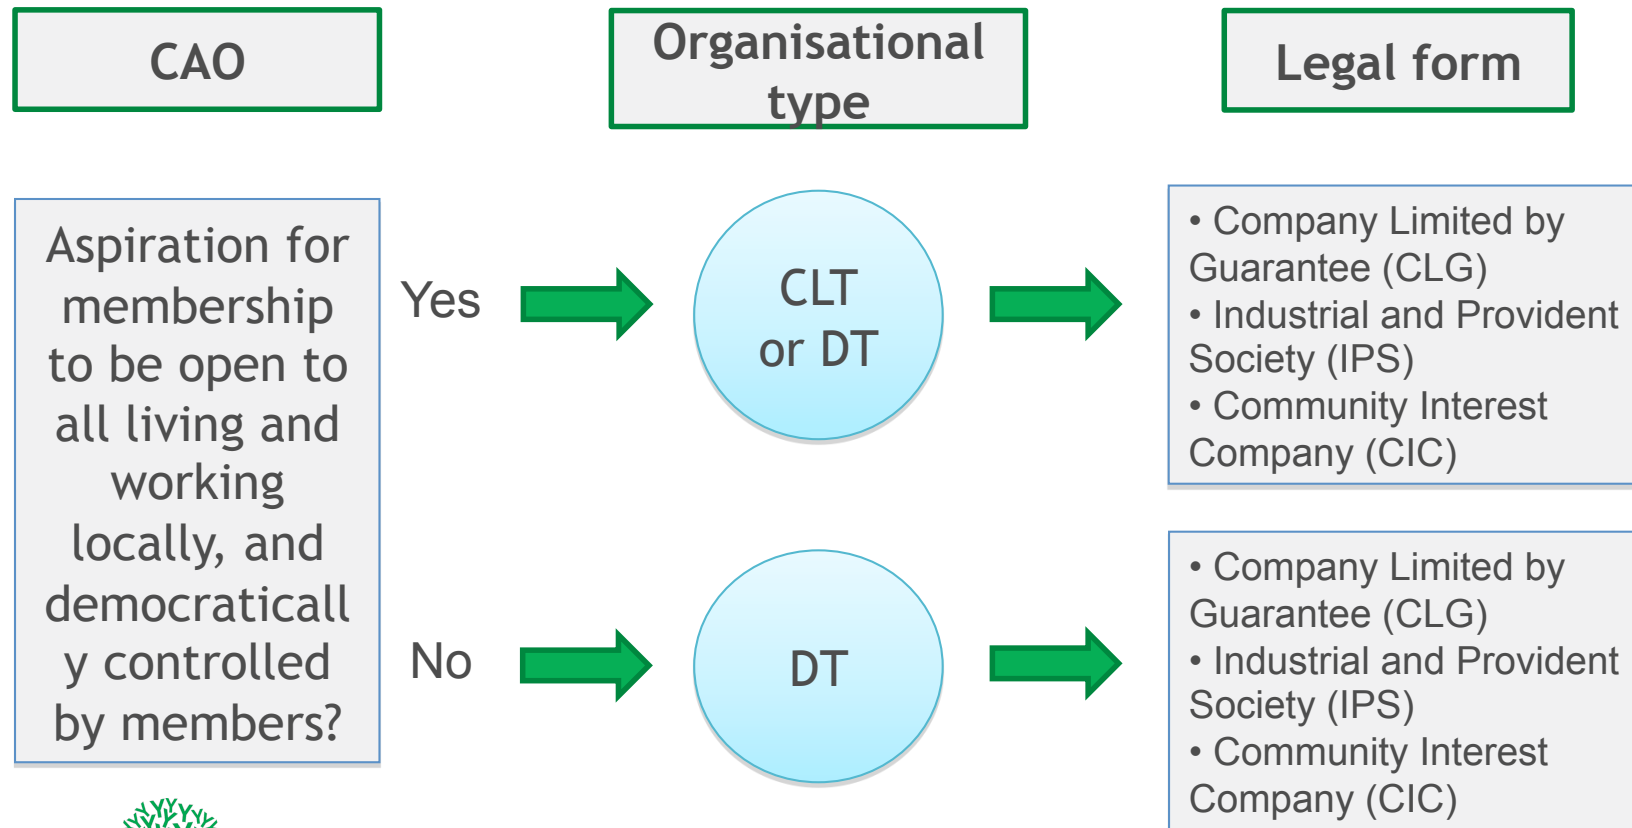 CAO
Organisational
type
Legal form
Aspiration for
membership
to be open to
all living and
working
locally, and
democraticall
y controlled
by members?
Yes
CLT
or DT
• Company Limited by
Guarantee (CLG)
• Industrial and Provident
Society (IPS)
• Community Interest
Company (CIC)
No
DT
• Company Limited by
Guarantee (CLG)
• Industrial and Provident
Society (IPS)
• Community Interest
Company (CIC)